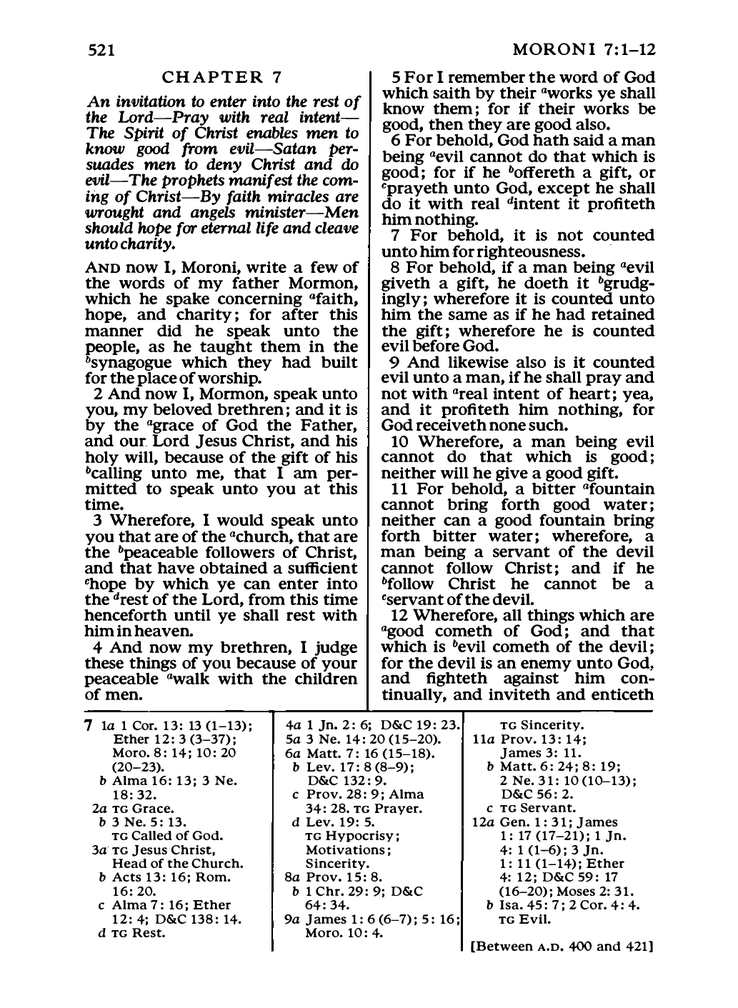 521
MORONI 7:1–12
CHAPTER 7
An invitation to enter into the rest of
the Lord—Pray with real intent—
The Spirit of Christ enables men to
know good from evil—Satan per-
suades men to deny Christ and do
evil—The prophets manifest the com-
ing of Christ—By faith miracles are
wrought and angels minister—Men
should hope for eternal life and cleave
unto charity.
AND now I, Moroni, write a few of
the words of my father Mormon,
which he spake concerning ᵃfaith,
hope, and charity; for after this
manner did he speak unto the
people, as he taught them in the
ᵇsynagogue which they had built
for the place of worship.
2 And now I, Mormon, speak unto
you, my beloved brethren; and it is
by the ᵃgrace of God the Father,
and our Lord Jesus Christ, and his
holy will, because of the gift of his
ᵇcalling unto me, that I am per-
mitted to speak unto you at this
time.
3 Wherefore, I would speak unto
you that are of the ᵃchurch, that are
the ᵇpeaceable followers of Christ,
and that have obtained a sufficient
ᶜhope by which ye can enter into
the ᵈrest of the Lord, from this time
henceforth until ye shall rest with
him in heaven.
4 And now my brethren, I judge
these things of you because of your
peaceable ᵃwalk with the children
of men.
5 For I remember the word of God
which saith by their ᵃworks ye shall
know them; for if their works be
good, then they are good also.
6 For behold, God hath said a man
being ᵃevil cannot do that which is
good; for if he ᵇoffereth a gift, or
ᶜprayeth unto God, except he shall
do it with real ᵈintent it profiteth
him nothing.
7 For behold, it is not counted
unto him for righteousness.
8 For behold, if a man being ᵃevil
giveth a gift, he doeth it ᵇgrudg-
ingly; wherefore it is counted unto
him the same as if he had retained
the gift; wherefore he is counted
evil before God.
9 And likewise also is it counted
evil unto a man, if he shall pray and
not with ᵃreal intent of heart; yea,
and it profiteth him nothing, for
God receiveth none such.
10 Wherefore, a man being evil
cannot do that which is good;
neither will he give a good gift.
11 For behold, a bitter ᵃfountain
cannot bring forth good water;
neither can a good fountain bring
forth bitter water; wherefore, a
man being a servant of the devil
cannot follow Christ; and if he
ᵇfollow Christ he cannot be a
ᶜservant of the devil.
12 Wherefore, all things which are
ᵃgood cometh of God; and that
which is ᵇevil cometh of the devil;
for the devil is an enemy unto God,
and fighteth against him con-
tinually, and inviteth and enticeth
7 1a 1 Cor. 13: 13 (1–13);
Ether 12: 3 (3–37);
Moro. 8: 14; 10: 20
(20–23).
b Alma 16: 13; 3 Ne.
18: 32.
2a TG Grace.
b 3 Ne. 5: 13.
TG Called of God.
3a TG Jesus Christ,
Head of the Church.
b Acts 13: 16; Rom.
16: 20.
c Alma 7: 16; Ether
12: 4; D&C 138: 14.
d TG Rest.
4a 1 Jn. 2: 6; D&C 19: 23.
5a 3 Ne. 14: 20 (15–20).
6a Matt. 7: 16 (15–18).
b Lev. 17: 8 (8–9);
D&C 132: 9.
c Prov. 28: 9; Alma
34: 28. TG Prayer.
d Lev. 19: 5.
TG Hypocrisy;
Motivations;
Sincerity.
8a Prov. 15: 8.
b 1 Chr. 29: 9; D&C
64: 34.
9a James 1: 6 (6–7); 5: 16;
Moro. 10: 4.
TG Sincerity.
11a Prov. 13: 14;
James 3: 11.
b Matt. 6: 24; 8: 19;
2 Ne. 31: 10 (10–13);
D&C 56: 2.
c TG Servant.
12a Gen. 1: 31; James
1: 17 (17–21); 1 Jn.
4: 1 (1–6); 3 Jn.
1: 11 (1–14); Ether
4: 12; D&C 59: 17
(16–20); Moses 2: 31.
b Isa. 45: 7; 2 Cor. 4: 4.
TG Evil.
[Between A.D. 400 and 421]